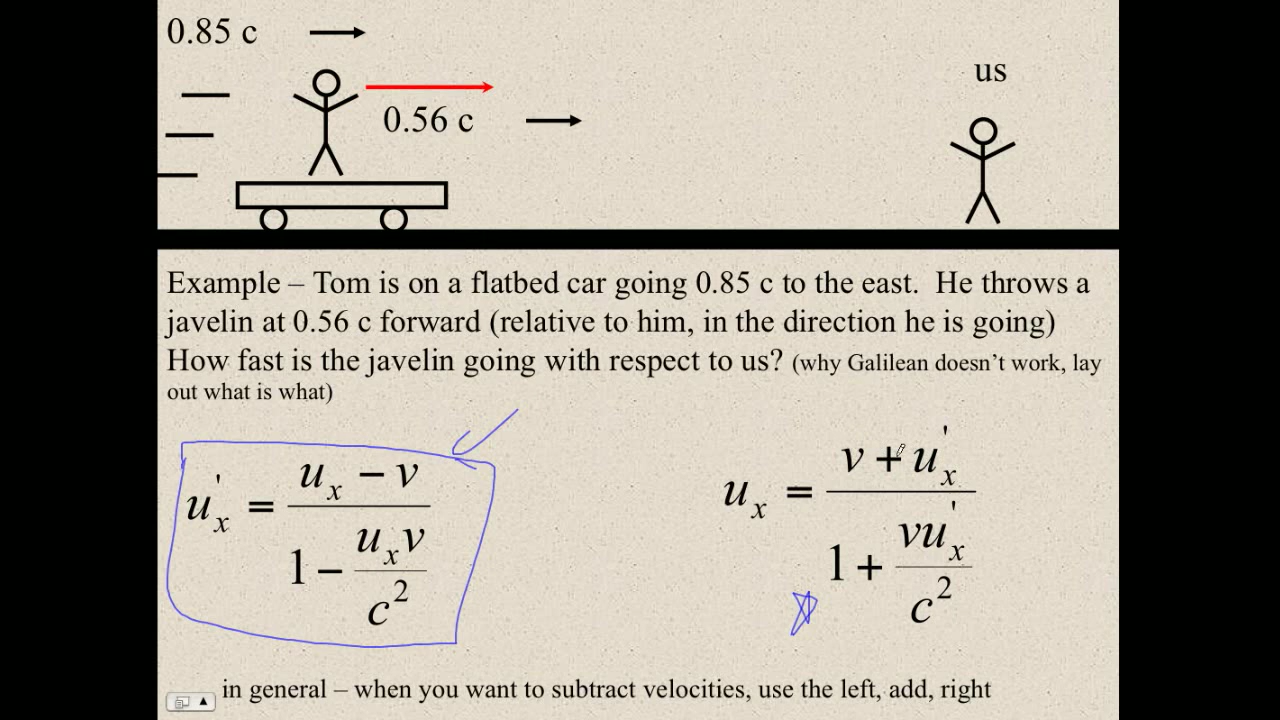 0.85 c
us
0.56 c
Example – Tom is on a flatbed car going 0.85 c to the east. He throws a
javelin at 0.56 c forward (relative to him, in the direction he is going)
How fast is the javelin going with respect to us? (why Galilean doesn’t work, lay
out what is what)
u'ₓ = (uₓ − v) / (1 − uₓv / c²)
uₓ = (v + u'ₓ) / (1 + vu'ₓ / c²)
in general – when you want to subtract velocities, use the left, add, right